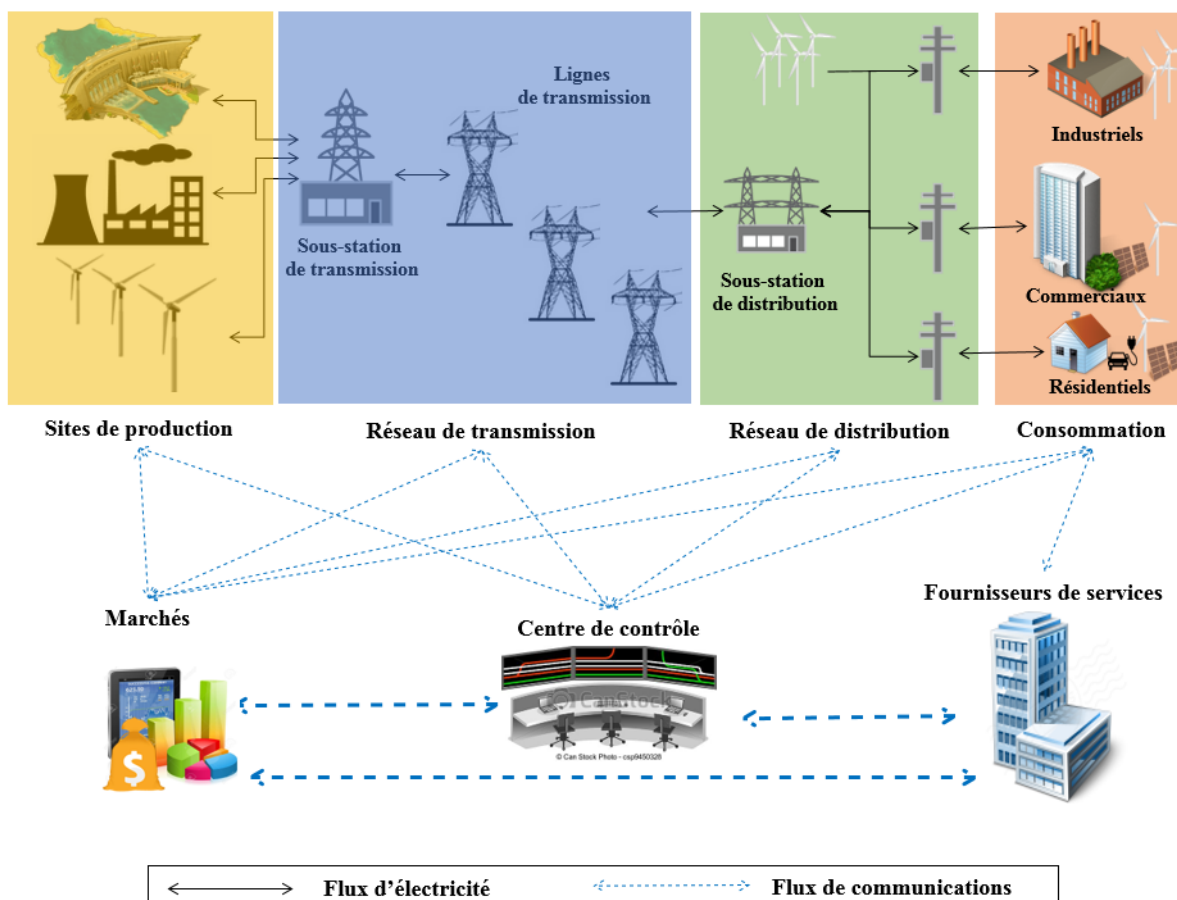 Lignes
de transmission
Sous-station
de transmission
Sous-station
de distribution
Industriels
Commerciaux
Résidentiels
Sites de production
Réseau de transmission
Réseau de distribution
Consommation
Marchés
Centre de contrôle
Fournisseurs de services
$
CanStock
© Can Stock Photo - csp9450328
Flux d'électricité
Flux de communications